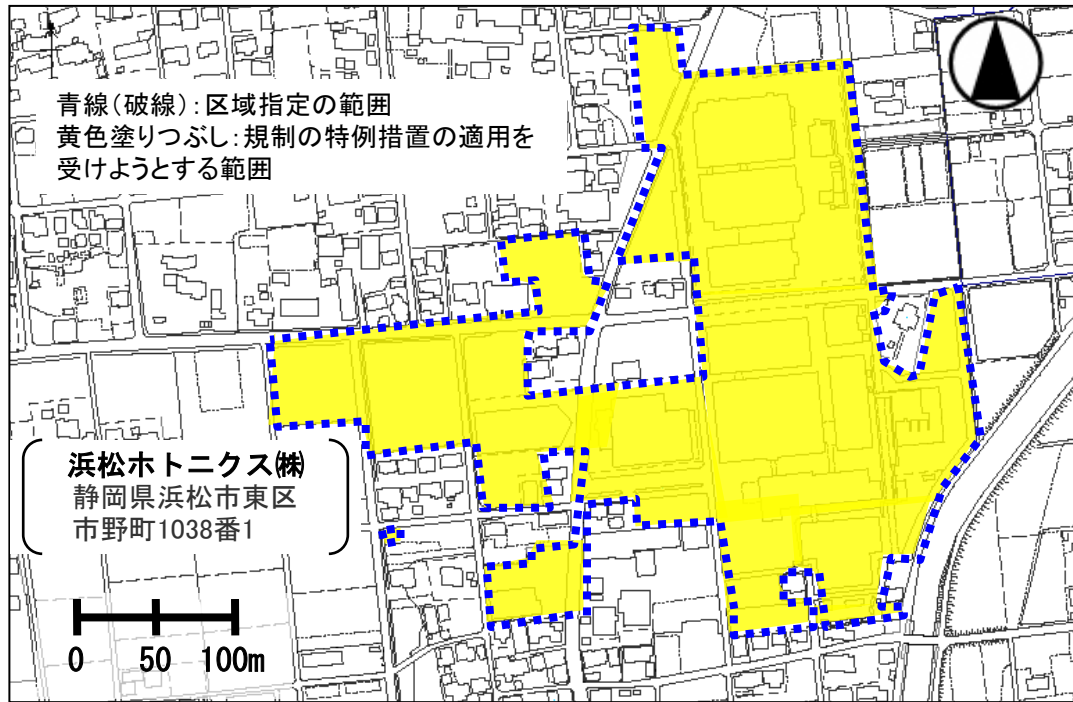 青線(破線):区域指定の範囲
黄色塗りつぶし:規制の特例措置の適用を
受けようとする範囲
浜松ホトニクス㈱
静岡県浜松市東区
市野町1038番1
0 50 100m